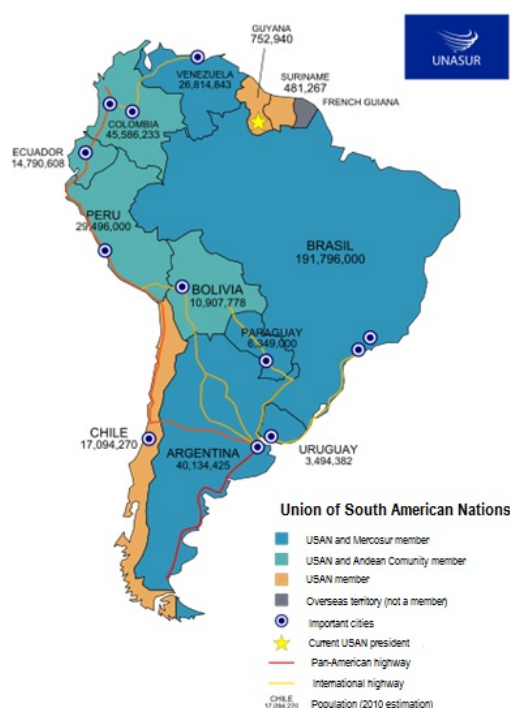 GUYANA
752,940
UNASUR
VENEZUELA
26,814,843
SURINAME
481,267
FRENCH GUIANA
COLOMBIA
45,586,233
ECUADOR
14,790,608
PERU
29,496,000
BRASIL
191,796,000
BOLIVIA
10,907,778
PARAGUAY
6,349,000
CHILE
17,094,270
ARGENTINA
40,134,425
URUGUAY
3,494,382
Union of South American Nations
USAN and Mercosur member
USAN and Andean Comunity member
USAN member
Overseas territory (not a member)
Important cities
Current USAN president
Pan-American highway
International highway
CHILE
17,094,270
Population (2010 estimation)